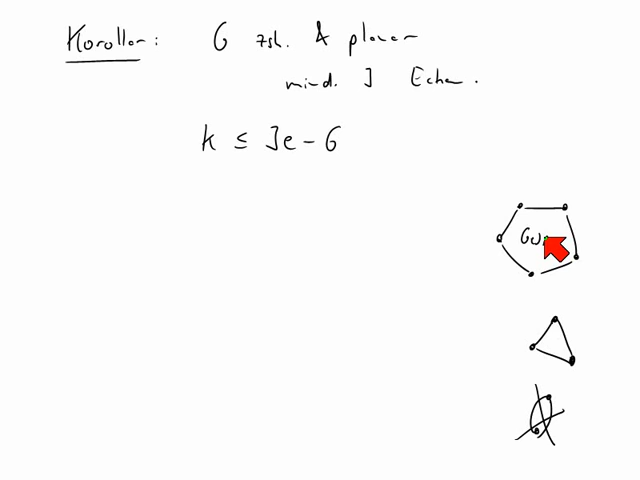 Korollar: G zsh. & planar
mind. 3 Ecken.
k ≤ 3e - 6